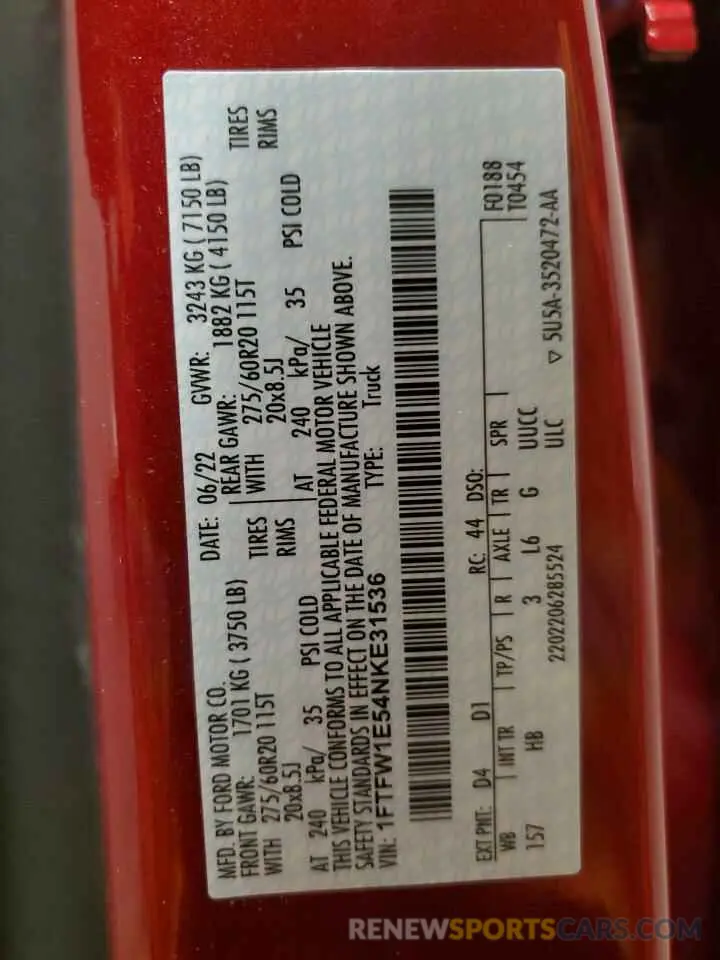 MFD. BY FORD MOTOR CO.
DATE: 06/22 GVWR: 3243 KG ( 7150 LB)
FRONT GAWR: 1701 KG ( 3750 LB)
REAR GAWR: 1882 KG ( 4150 LB)
WITH 275/60R20 115T TIRES
WITH 275/60R20 115T TIRES
20x8.5J RIMS
20x8.5J RIMS
AT 240 kPa/ 35 PSI COLD
AT 240 kPa/ 35 PSI COLD
THIS VEHICLE CONFORMS TO ALL APPLICABLE FEDERAL MOTOR VEHICLE
SAFETY STANDARDS IN EFFECT ON THE DATE OF MANUFACTURE SHOWN ABOVE.
VIN: 1FTFW1E54NKE31536 TYPE: Truck
EXT PNT: D4 D1 RC: 44 DSO: F0188
WB INT TR TP/PS R AXLE TR SPR T0454
157 HB 3 L6 G UUCC
2202206285524 ULC ▽ 5U5A-3520472-AA
RENEWSPORTSCARS.COM